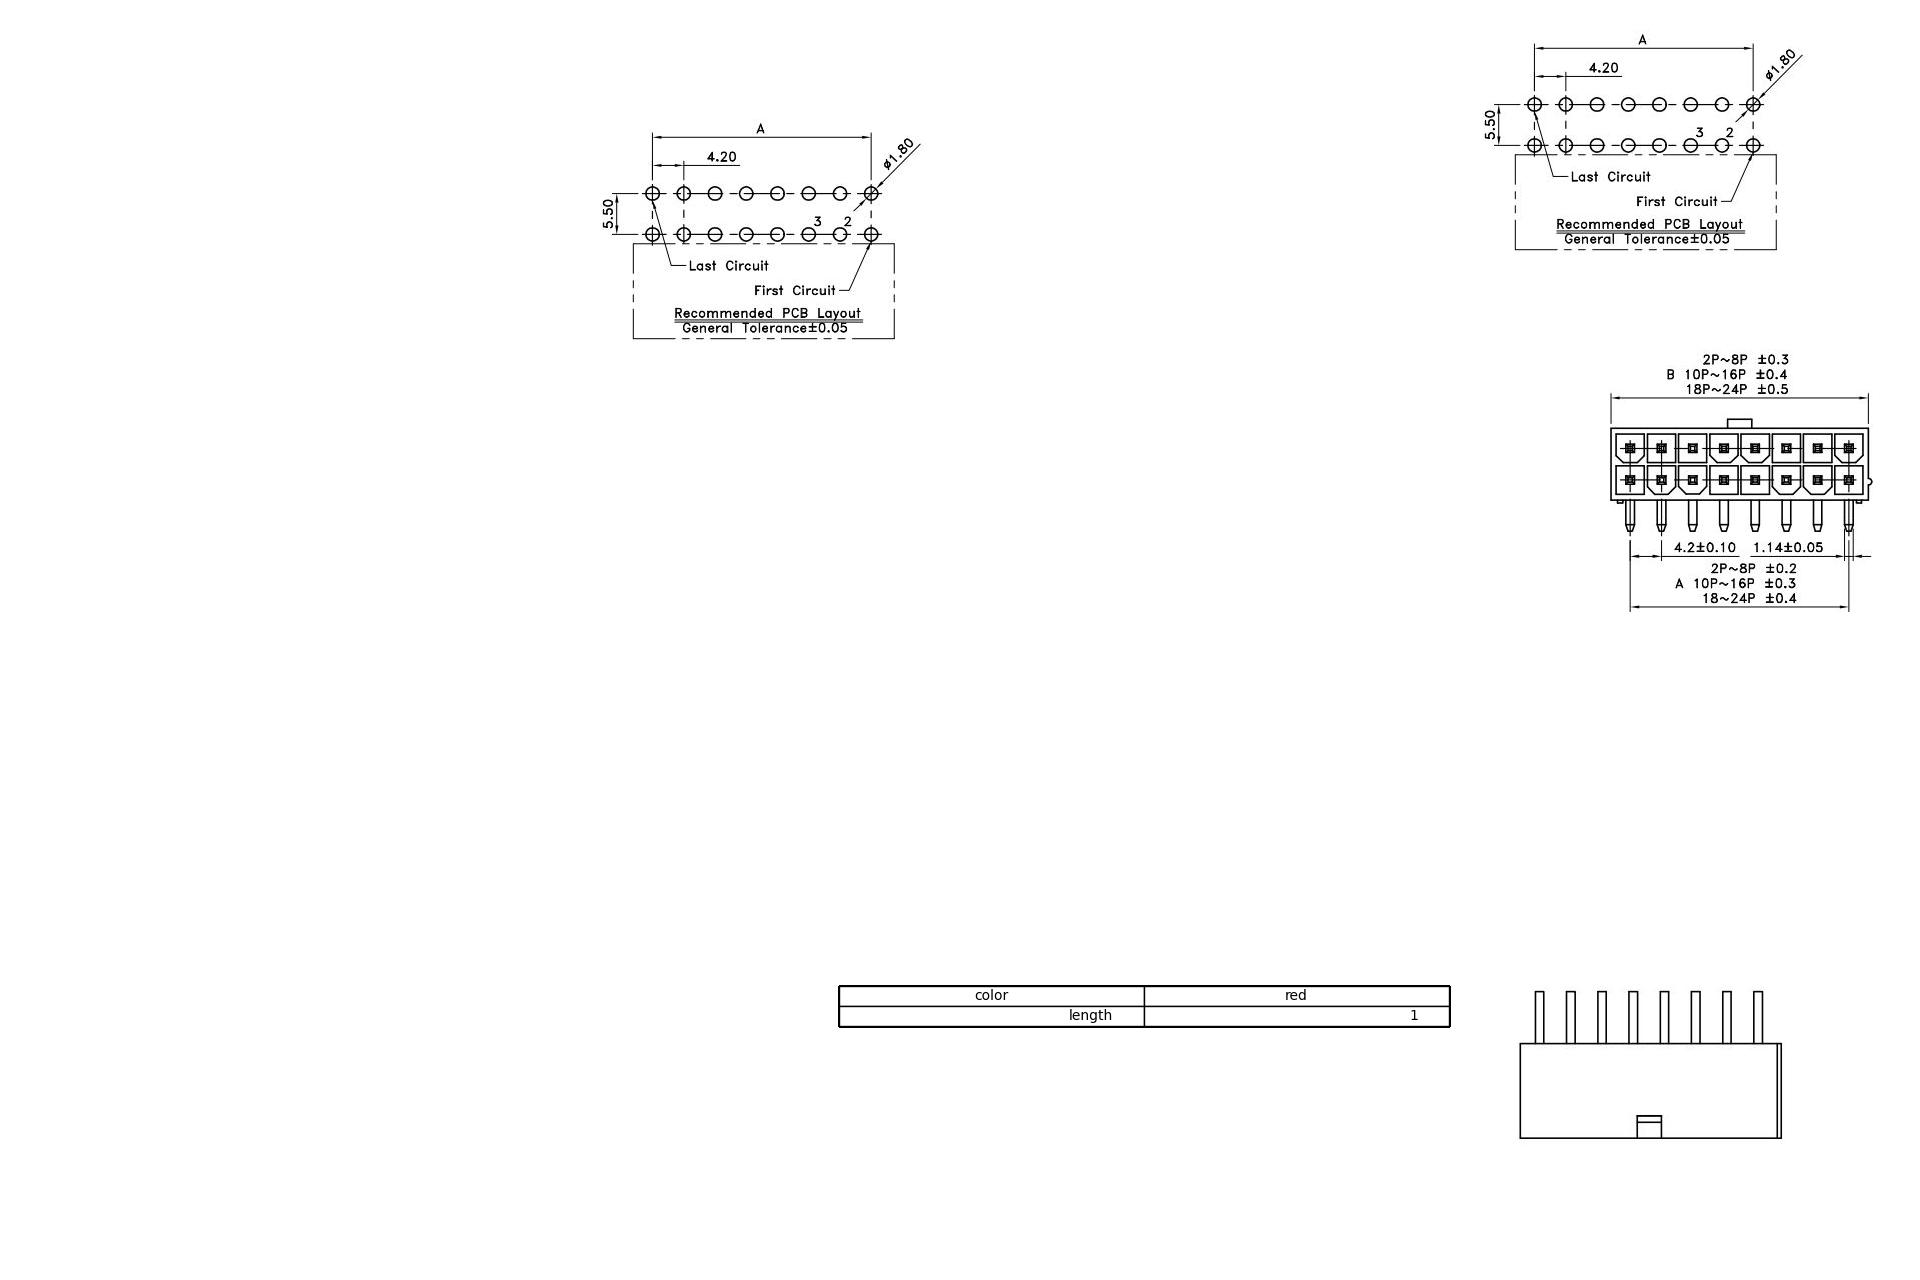 A
4.20
ø1.80
5.50
3 2
Last Circuit
First Circuit
Recommended PCB Layout
General Tolerance±0.05
A
4.20
ø1.80
5.50
3 2
Last Circuit
First Circuit
Recommended PCB Layout
General Tolerance±0.05
2P~8P ±0.3
B 10P~16P ±0.4
18P~24P ±0.5
4.2±0.10 1.14±0.05
2P~8P ±0.2
A 10P~16P ±0.3
18~24P ±0.4
color red
length 1